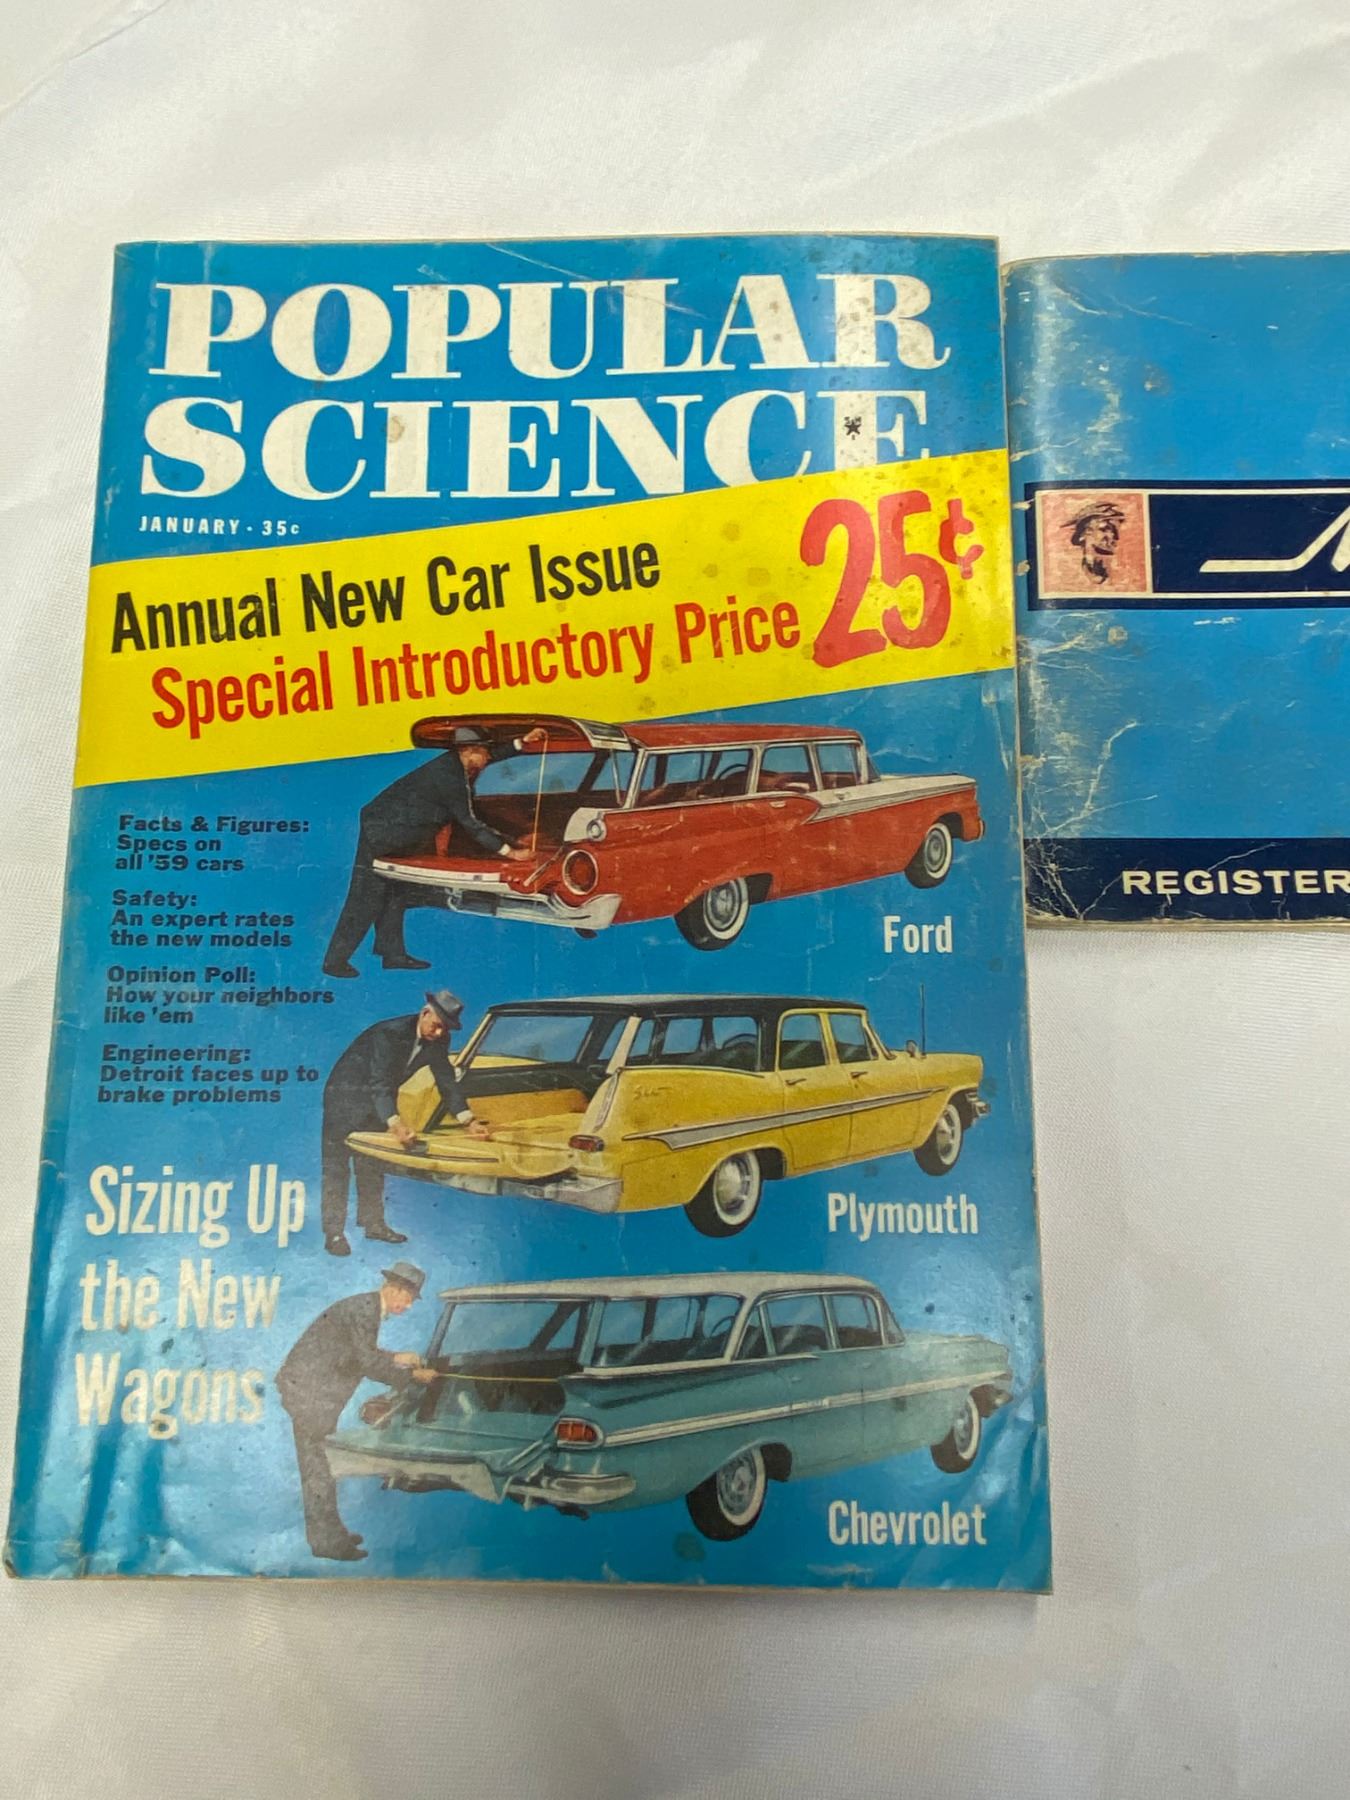 POPULAR
SCIENCE
JANUARY · 35c
Annual New Car Issue
Special Introductory Price 25¢
Facts & Figures:
Specs on
all '59 cars
Safety:
An expert rates
the new models
Opinion Poll:
How your neighbors
like 'em
Engineering:
Detroit faces up to
brake problems
Sizing Up
the New
Wagons
Ford
Plymouth
Chevrolet
REGISTER